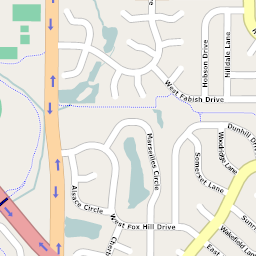 Hobson Drive
Hilldale Lane
West Fabish Drive
Dunhill Drive
Woodings Lane
Somerset Lane
Marseilles Circle
Alsace Circle
West Fox Hill Drive
Wakefield Lane
East